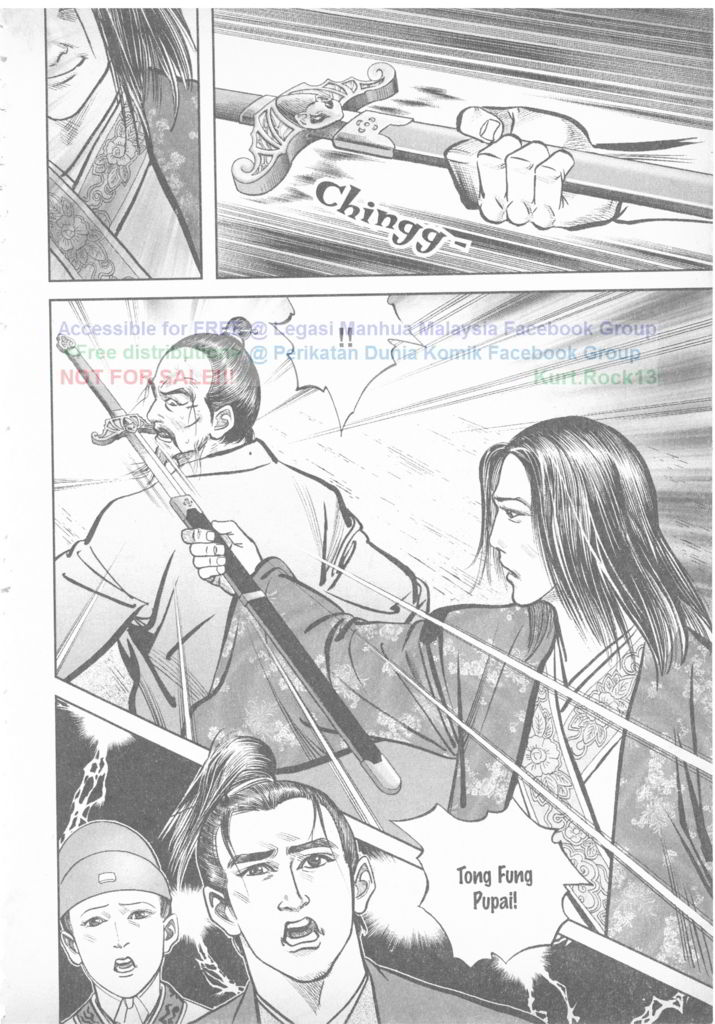 Chingg-
Accessible for FREE @ Legasi Manhua Malaysia Facebook Group
!!
Free distribution @ Perikatan Dunia Komik Facebook Group
NOT FOR SALE!!!
Kurt.Rock13
Tong Fung
Pupai!